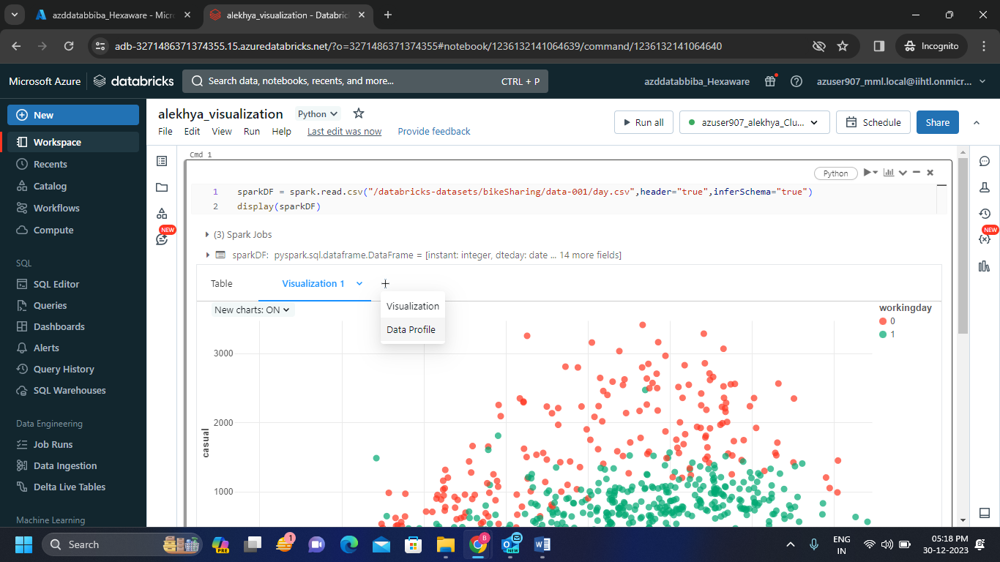 azddatabbiba_Hexaware - Micr
alekhya_visualization - Databric
adb-3271486371374355.15.azuredatabricks.net/?o=3271486371374355#notebook/1236132141064639/command/1236132141064640
Incognito
Microsoft Azure
databricks
Search data, notebooks, recents, and more...
CTRL + P
azddatabbiba_Hexaware
azuser907_mml.local@iihtl.onmicr...
New
Workspace
Recents
Catalog
Workflows
Compute
SQL
SQL Editor
Queries
Dashboards
Alerts
Query History
SQL Warehouses
Data Engineering
Job Runs
Data Ingestion
Delta Live Tables
Machine Learning
alekhya_visualization
Python
File Edit View Run Help Last edit was now Provide feedback
Run all
azuser907_alekhya_Clu...
Schedule
Share
NEW
NEW
Cmd 1
Python
1 sparkDF = spark.read.csv("/databricks-datasets/bikeSharing/data-001/day.csv",header="true",inferSchema="true")
2 display(sparkDF)
(3) Spark Jobs
sparkDF: pyspark.sql.dataframe.DataFrame = [instant: integer, dteday: date ... 14 more fields]
Table Visualization 1 +
Visualization
Data Profile
New charts: ON
workingday
0
1
3000
2000
1000
casual
Search
PRE
1
8
NEW
ENG
IN
05:18 PM
30-12-2023